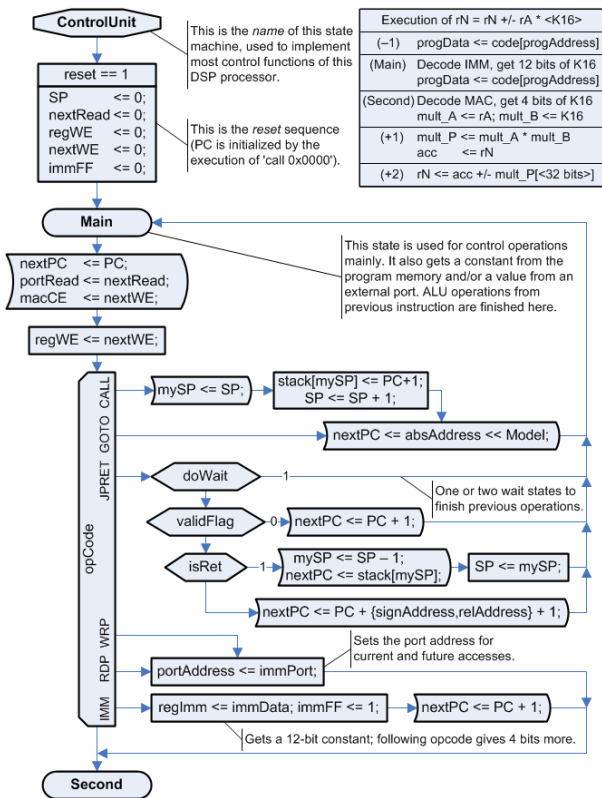 ControlUnit
This is the name of this state
machine, used to implement
most control functions of this
DSP processor.
reset == 1
SP <= 0;
nextRead <= 0;
regWE <= 0;
nextWE <= 0;
immFF <= 0;
This is the reset sequence
(PC is initialized by the
execution of 'call 0x0000').
Execution of rN = rN +/- rA * <K16>
(–1) progData <= code[progAddress]
(Main) Decode IMM, get 12 bits of K16
progData <= code[progAddress]
(Second) Decode MAC, get 4 bits of K16
mult_A <= rA; mult_B <= K16
(+1) mult_P <= mult_A * mult_B
acc <= rN
(+2) rN <= acc +/- mult_P[<32 bits>]
Main
This state is used for control operations
mainly. It also gets a constant from the
program memory and/or a value from an
external port. ALU operations from
previous instruction are finished here.
nextPC <= PC;
portRead <= nextRead;
macCE <= nextWE;
regWE <= nextWE;
opCode
CALL
mySP <= SP;
stack[mySP] <= PC+1;
SP <= SP + 1;
GOTO
nextPC <= absAddress << Model;
JPRET
doWait
1
One or two wait states to
finish previous operations.
validFlag
0
nextPC <= PC + 1;
isRet
1
mySP <= SP – 1;
nextPC <= stack[mySP];
SP <= mySP;
nextPC <= PC + {signAddress,relAddress} + 1;
WRP
RDP
portAddress <= immPort;
Sets the port address for
current and future accesses.
IMM
regImm <= immData; immFF <= 1;
nextPC <= PC + 1;
Gets a 12-bit constant; following opcode gives 4 bits more.
Second